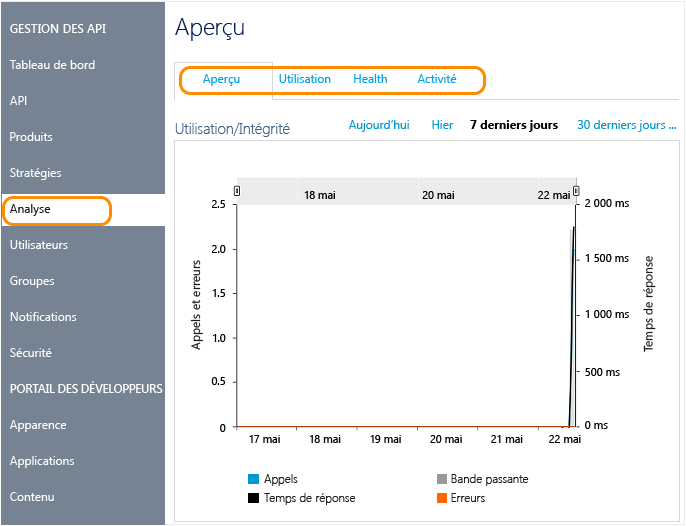 GESTION DES API
Tableau de bord
API
Produits
Stratégies
Analyse
Utilisateurs
Groupes
Notifications
Sécurité
PORTAIL DES DÉVELOPPEURS
Apparence
Applications
Contenu
Aperçu
Aperçu Utilisation Health Activité
Utilisation/Intégrité Aujourd'hui Hier 7 derniers jours 30 derniers jours ...
18 mai 20 mai 22 mai
2.5
2.0
1.5
1.0
0.5
0
Appels et erreurs
2 000 ms
1 500 ms
1 000 ms
500 ms
0 ms
Temps de réponse
17 mai 18 mai 19 mai 20 mai 21 mai 22 mai
Appels Bande passante
Temps de réponse Erreurs